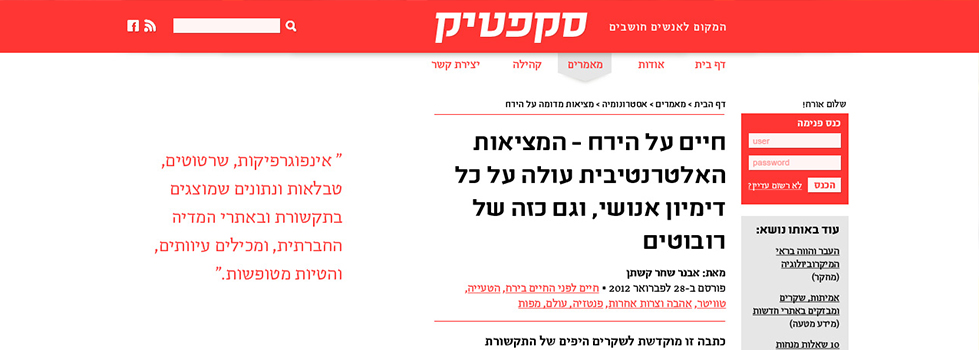 המקום לאנשים חושבים
סקפטיק
דף בית
אודות
מאמרים
קהילה
יצירת קשר
שלום אורח!
כנס פנימה
user
password
הכנס
לא רשום עדיין?
עוד באותו נושא:
העבר והווה בראי
המיקרוביולוגיה
(מחקר)
אמיתות, שקרים
ומבזקים באתרי חדשות
(מידע מטעה)
10 שאלות מנחות
דף הבית > מאמרים > אסטרונומיה > מציאות מדומה על הירח
חיים על הירח - המציאות
האלטרנטיבית עולה על כל
דימיון אנושי, וגם כזה של
רובוטים
מאת: אבנר שחר קשתן
פורסם ב-28 לפברואר 2012 • חיים לפני החיים בירח, הטעייה,
טוויטר, אהבה וצרות אחרות, פנטזיה, עולם, מפות
כתבה זו מוקדשת לשקרים היפים של התקשורת
" אינפוגרפיקות, שרטוטים,
טבלאות ונתונים שמוצגים
בתקשורת ובאתרי המדיה
החברתית, ומכילים עיוותים,
והטיות מטופשות."